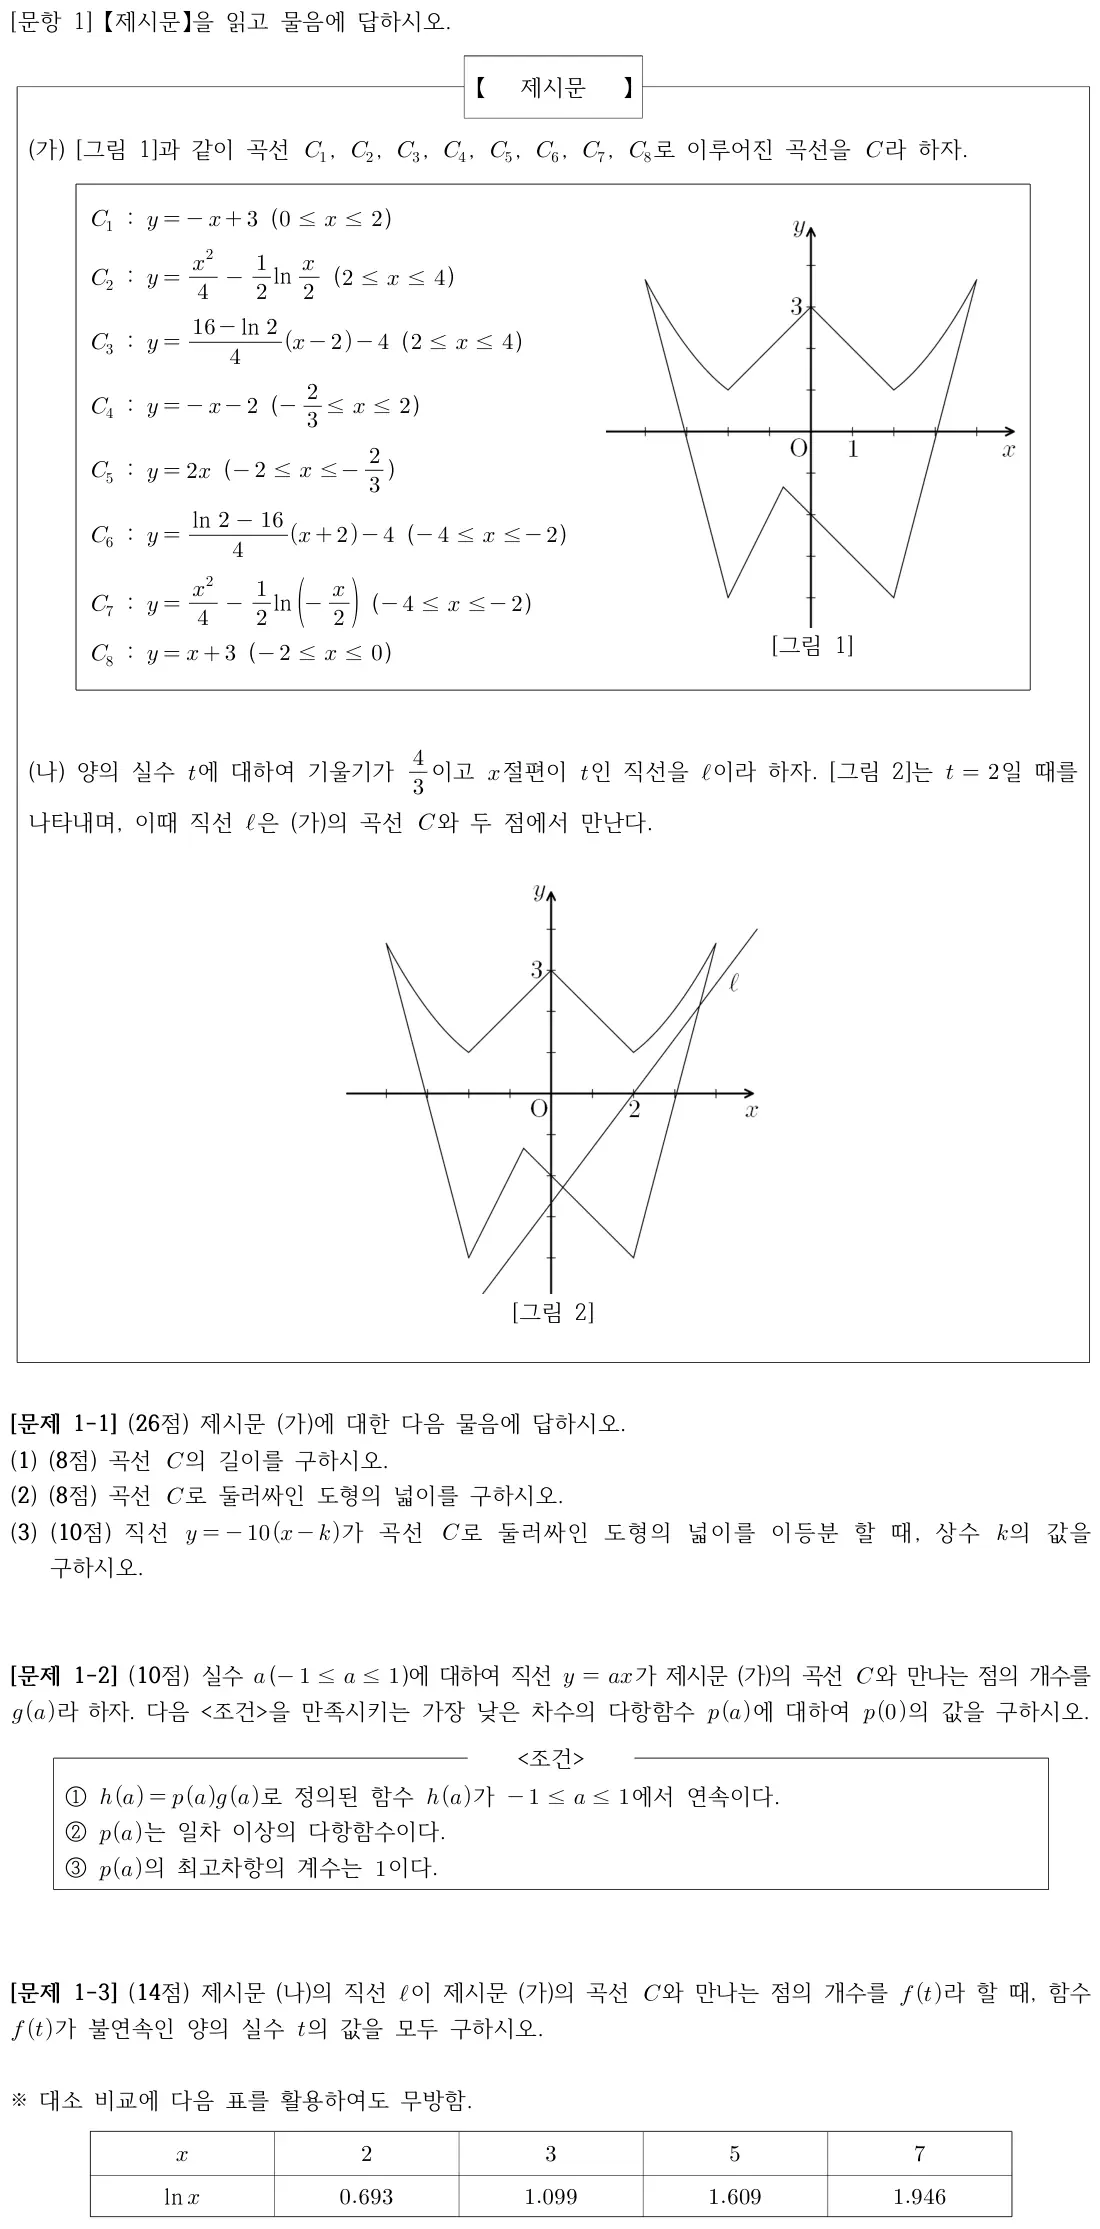 [문항 1]【제시문】을 읽고 물음에 답하시오.
【 제시문 】
(가) [그림 1]과 같이 곡선 C₁, C₂, C₃, C₄, C₅, C₆, C₇, C₈로 이루어진 곡선을 C라 하자.
C₁ : y = −x+3 (0 ≤ x ≤ 2)
C₂ : y = x²/4 − 1/2 ln x/2 (2 ≤ x ≤ 4)
C₃ : y = (16−ln 2)/4 (x−2)−4 (2 ≤ x ≤ 4)
C₄ : y = −x−2 (−2/3 ≤ x ≤ 2)
C₅ : y = 2x (−2 ≤ x ≤ −2/3)
C₆ : y = (ln 2−16)/4 (x+2)−4 (−4 ≤ x ≤ −2)
C₇ : y = x²/4 − 1/2 ln(−x/2) (−4 ≤ x ≤ −2)
C₈ : y = x+3 (−2 ≤ x ≤ 0)
y
3
O 1 x
[그림 1]
(나) 양의 실수 t에 대하여 기울기가 4/3이고 x절편이 t인 직선을 ℓ이라 하자. [그림 2]는 t = 2일 때를
나타내며, 이때 직선 ℓ은 (가)의 곡선 C와 두 점에서 만난다.
y
3
ℓ
O 2 x
[그림 2]
[문제 1-1] (26점) 제시문 (가)에 대한 다음 물음에 답하시오.
(1) (8점) 곡선 C의 길이를 구하시오.
(2) (8점) 곡선 C로 둘러싸인 도형의 넓이를 구하시오.
(3) (10점) 직선 y = −10(x−k)가 곡선 C로 둘러싸인 도형의 넓이를 이등분 할 때, 상수 k의 값을
구하시오.
[문제 1-2] (10점) 실수 a(−1 ≤ a ≤ 1)에 대하여 직선 y = ax가 제시문 (가)의 곡선 C와 만나는 점의 개수를
g(a)라 하자. 다음 <조건>을 만족시키는 가장 낮은 차수의 다항함수 p(a)에 대하여 p(0)의 값을 구하시오.
<조건>
① h(a) = p(a)g(a)로 정의된 함수 h(a)가 −1 ≤ a ≤ 1에서 연속이다.
② p(a)는 일차 이상의 다항함수이다.
③ p(a)의 최고차항의 계수는 1이다.
[문제 1-3] (14점) 제시문 (나)의 직선 ℓ이 제시문 (가)의 곡선 C와 만나는 점의 개수를 f(t)라 할 때, 함수
f(t)가 불연속인 양의 실수 t의 값을 모두 구하시오.
※ 대소 비교에 다음 표를 활용하여도 무방함.
x 2 3 5 7
ln x 0.693 1.099 1.609 1.946